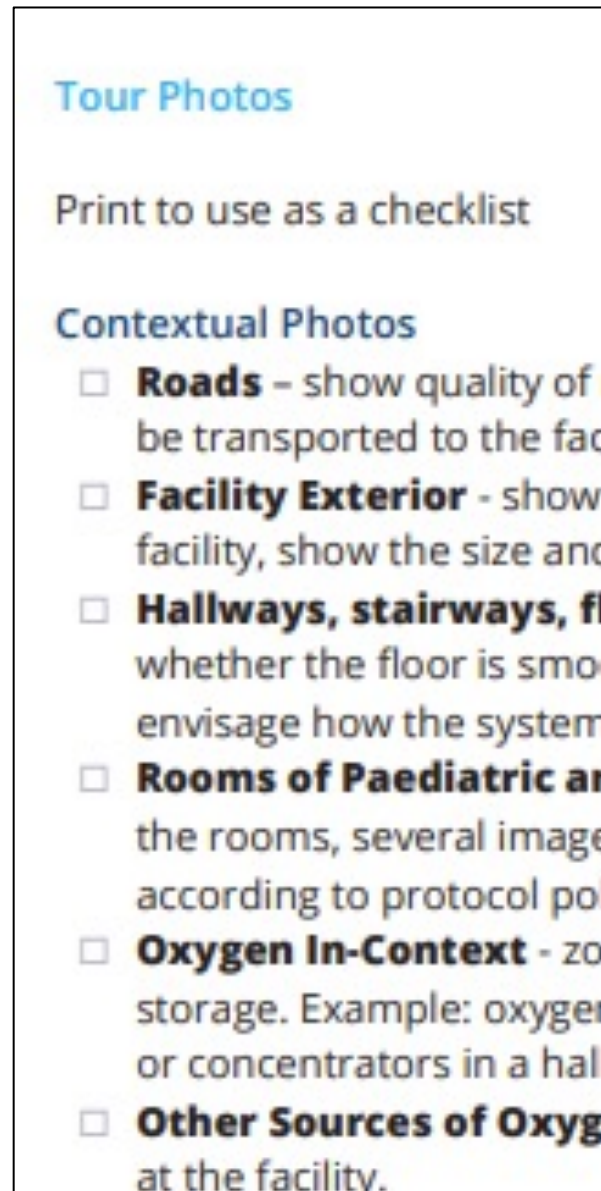 Tour Photos
Print to use as a checklist
Contextual Photos
Roads – show quality of
be transported to the fac
Facility Exterior - show
facility, show the size and
Hallways, stairways, fl
whether the floor is smo
envisage how the system
Rooms of Paediatric an
the rooms, several image
according to protocol pol
Oxygen In-Context - zo
storage. Example: oxygen
or concentrators in a hal
Other Sources of Oxyg
at the facility.